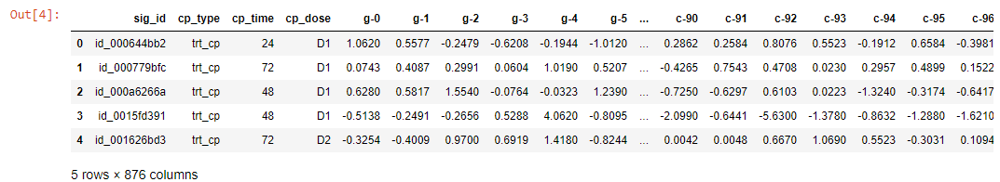 Out[4]:
sig_id cp_type cp_time cp_dose g-0 g-1 g-2 g-3 g-4 g-5 ... c-90 c-91 c-92 c-93 c-94 c-95 c-96
0 id_000644bb2 trt_cp 24 D1 1.0620 0.5577 -0.2479 -0.6208 -0.1944 -1.0120 ... 0.2862 0.2584 0.8076 0.5523 -0.1912 0.6584 -0.3981
1 id_000779bfc trt_cp 72 D1 0.0743 0.4087 0.2991 0.0604 1.0190 0.5207 ... -0.4265 0.7543 0.4708 0.0230 0.2957 0.4899 0.1522
2 id_000a6266a trt_cp 48 D1 0.6280 0.5817 1.5540 -0.0764 -0.0323 1.2390 ... -0.7250 -0.6297 0.6103 0.0223 -1.3240 -0.3174 -0.6417
3 id_0015fd391 trt_cp 48 D1 -0.5138 -0.2491 -0.2656 0.5288 4.0620 -0.8095 ... -2.0990 -0.6441 -5.6300 -1.3780 -0.8632 -1.2880 -1.6210
4 id_001626bd3 trt_cp 72 D2 -0.3254 -0.4009 0.9700 0.6919 1.4180 -0.8244 ... 0.0042 0.0048 0.6670 1.0690 0.5523 -0.3031 0.1094
5 rows × 876 columns